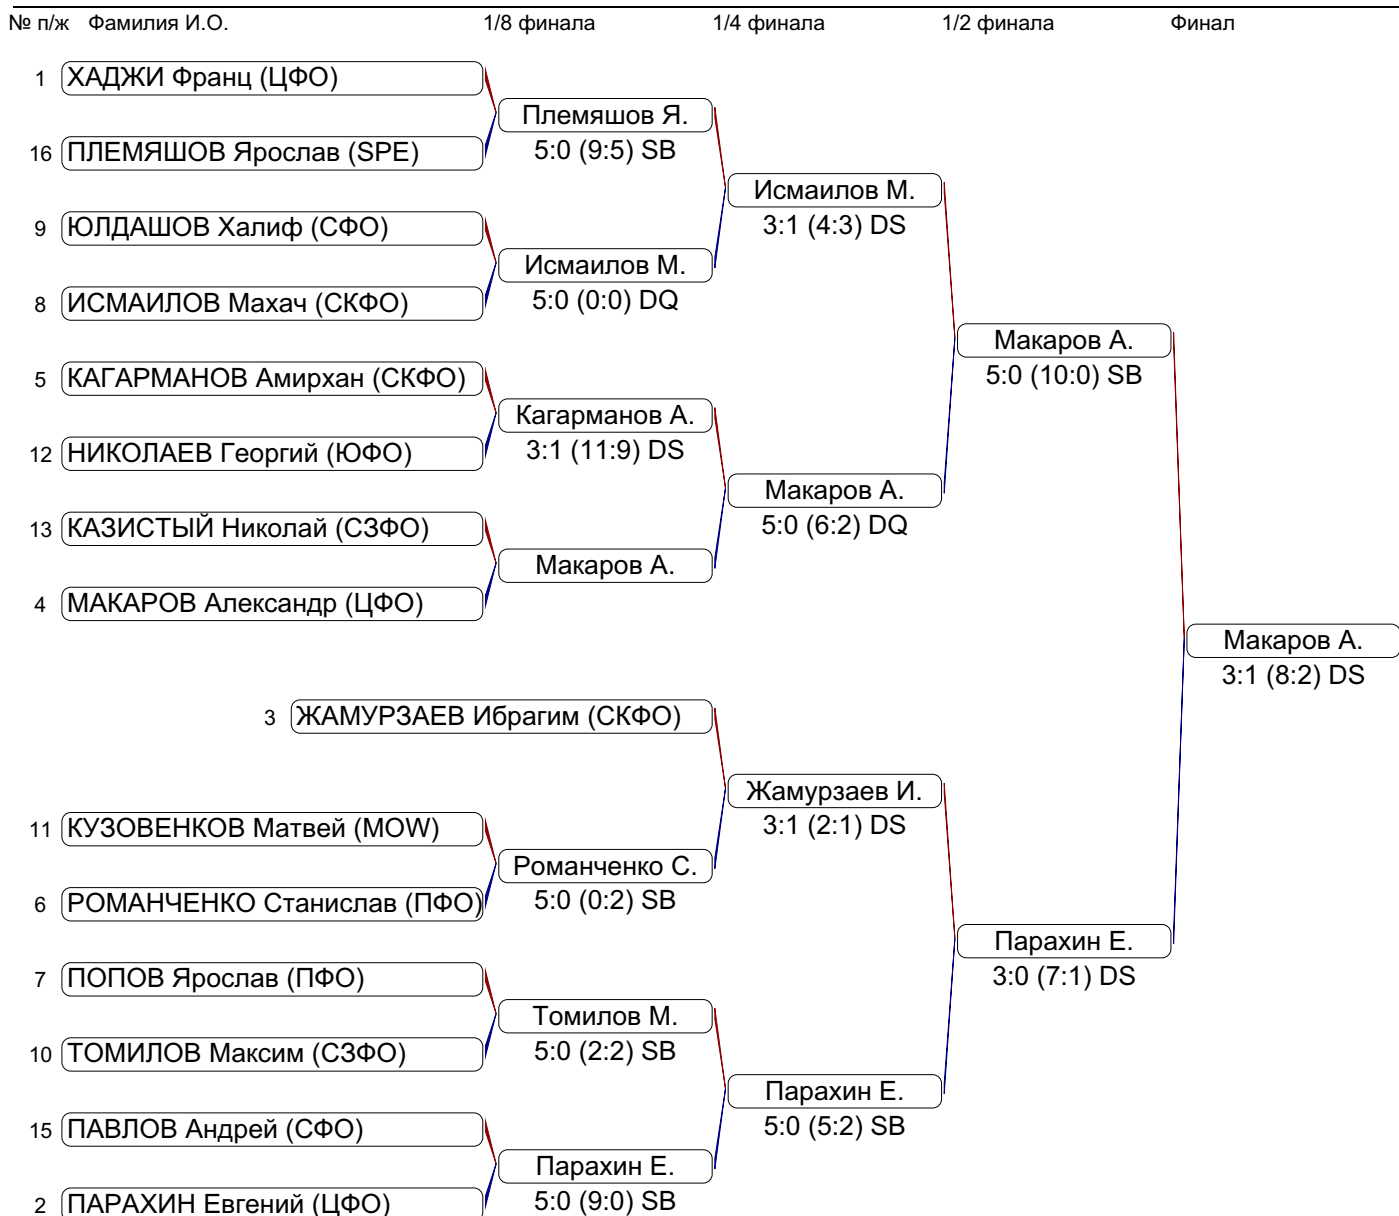 № п/ж Фамилия И.О. 1/8 финала 1/4 финала 1/2 финала Финал
1 ХАДЖИ Франц (ЦФО)
Племяшов Я.
16 ПЛЕМЯШОВ Ярослав (SPE) 5:0 (9:5) SB
Исмаилов М.
9 ЮЛДАШОВ Халиф (СФО) 3:1 (4:3) DS
Исмаилов М.
8 ИСМАИЛОВ Махач (СКФО) 5:0 (0:0) DQ
Макаров А.
5 КАГАРМАНОВ Амирхан (СКФО) 5:0 (10:0) SB
Кагарманов А.
12 НИКОЛАЕВ Георгий (ЮФО) 3:1 (11:9) DS
Макаров А.
13 КАЗИСТЫЙ Николай (СЗФО) 5:0 (6:2) DQ
Макаров А.
4 МАКАРОВ Александр (ЦФО)
Макаров А.
3:1 (8:2) DS
3 ЖАМУРЗАЕВ Ибрагим (СКФО)
Жамурзаев И.
11 КУЗОВЕНКОВ Матвей (MOW) 3:1 (2:1) DS
Романченко С.
6 РОМАНЧЕНКО Станислав (ПФО) 5:0 (0:2) SB
Парахин Е.
7 ПОПОВ Ярослав (ПФО) 3:0 (7:1) DS
Томилов М.
10 ТОМИЛОВ Максим (СЗФО) 5:0 (2:2) SB
Парахин Е.
15 ПАВЛОВ Андрей (СФО) 5:0 (5:2) SB
Парахин Е.
2 ПАРАХИН Евгений (ЦФО) 5:0 (9:0) SB